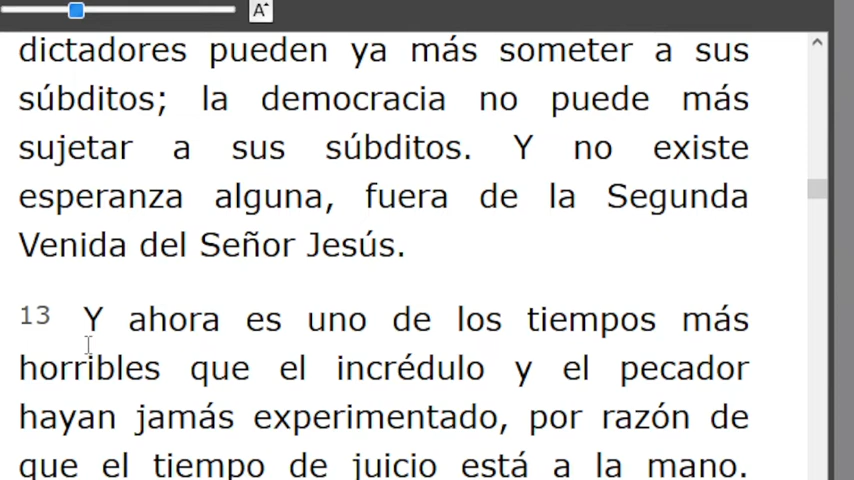 A
dictadores pueden ya más someter a sus
súbditos; la democracia no puede más
sujetar a sus súbditos. Y no existe
esperanza alguna, fuera de la Segunda
Venida del Señor Jesús.
13 Y ahora es uno de los tiempos más
horribles que el incrédulo y el pecador
hayan jamás experimentado, por razón de
que el tiempo de juicio está a la mano.